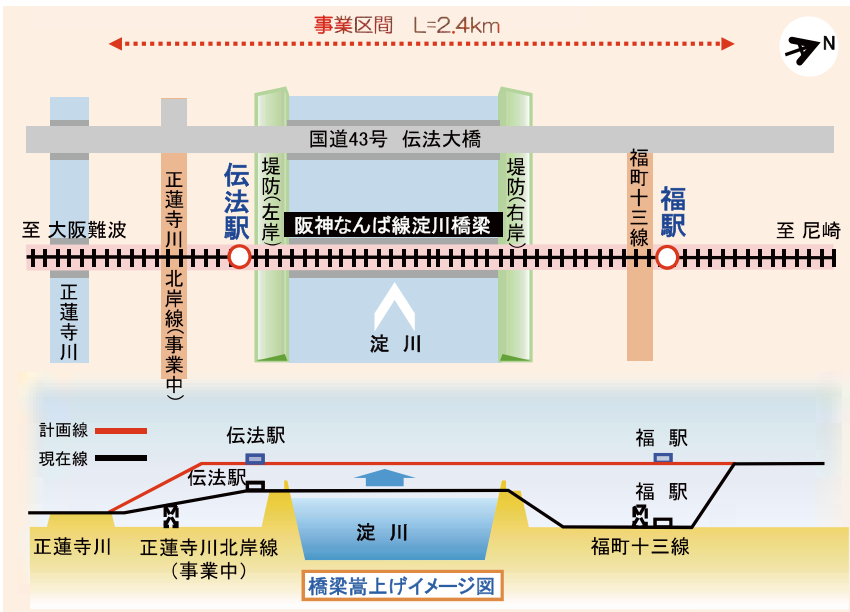 事業区間 L=2.4km
N
国道43号 伝法大橋
正蓮寺川 北岸線(事業中)
伝法駅
堤防(左岸)
堤防(右岸)
福町十三線
福駅
阪神なんば線淀川橋梁
至 大阪難波
至 尼崎
正蓮寺川
淀 川
計画線
現在線
伝法駅
福 駅
伝法駅
福 駅
淀 川
正蓮寺川
正蓮寺川北岸線
(事業中)
福町十三線
橋梁嵩上げイメージ図